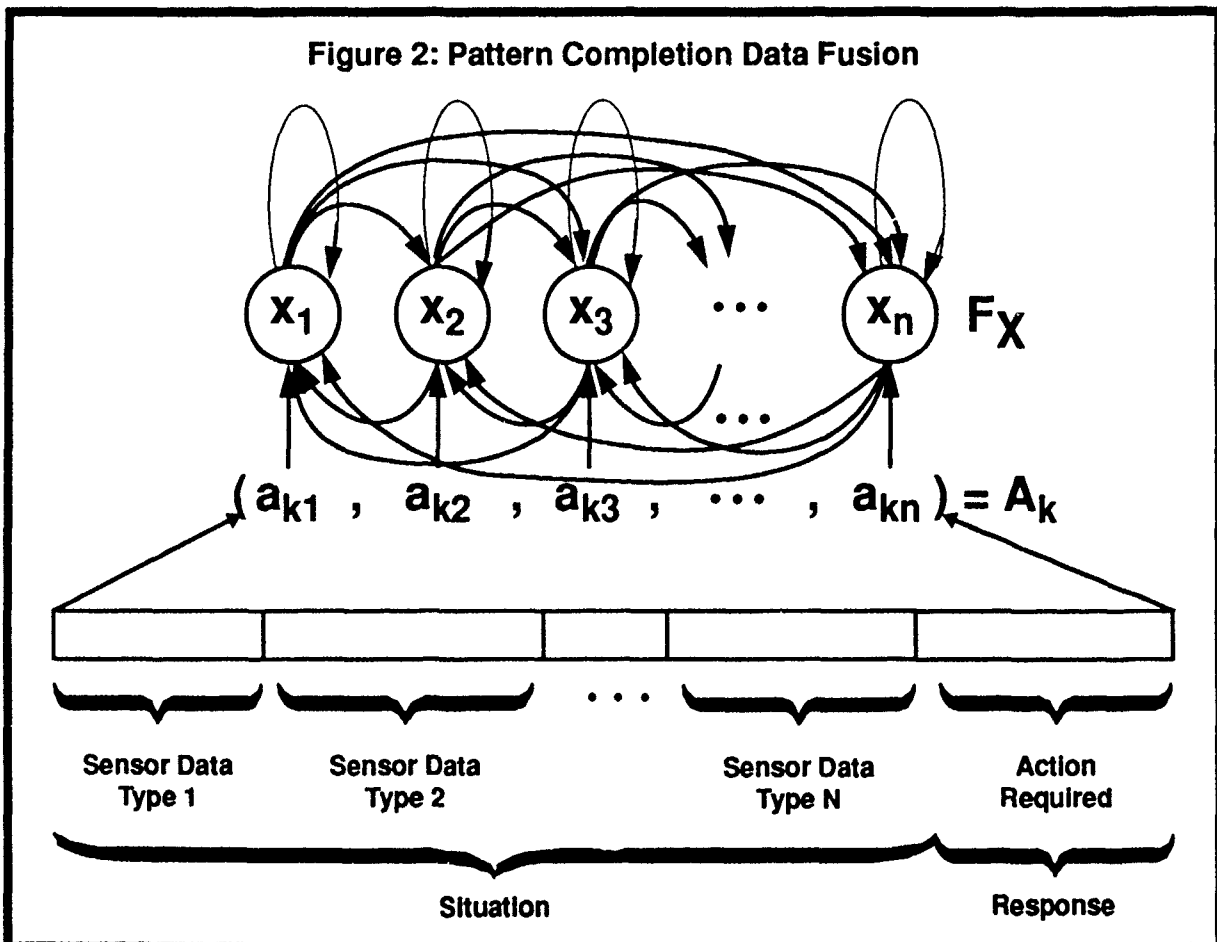 Figure 2: Pattern Completion Data Fusion
x1 x2 x3 ... xn FX
...
(ak1 , ak2 , ak3 , ... , akn) = Ak
...
Sensor Data Type 1
Sensor Data Type 2
Sensor Data Type N
Action Required
Situation
Response